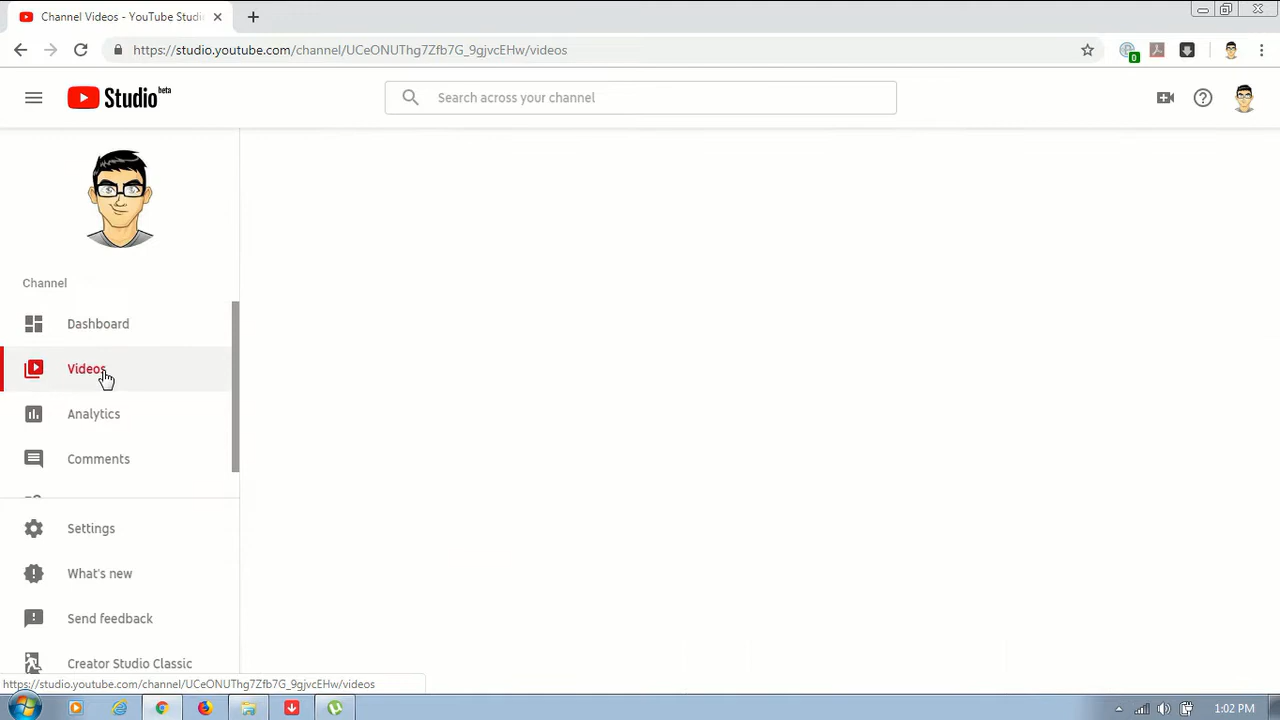 Channel Videos - YouTube Studi
https://studio.youtube.com/channel/UCeONUThg7Zfb7G_9gjvcEHw/videos
0
Studio beta
Search across your channel
Channel
Dashboard
Videos
Analytics
Comments
Settings
What's new
Send feedback
Creator Studio Classic
https://studio.youtube.com/channel/UCeONUThg7Zfb7G_9gjvcEHw/videos
1:02 PM